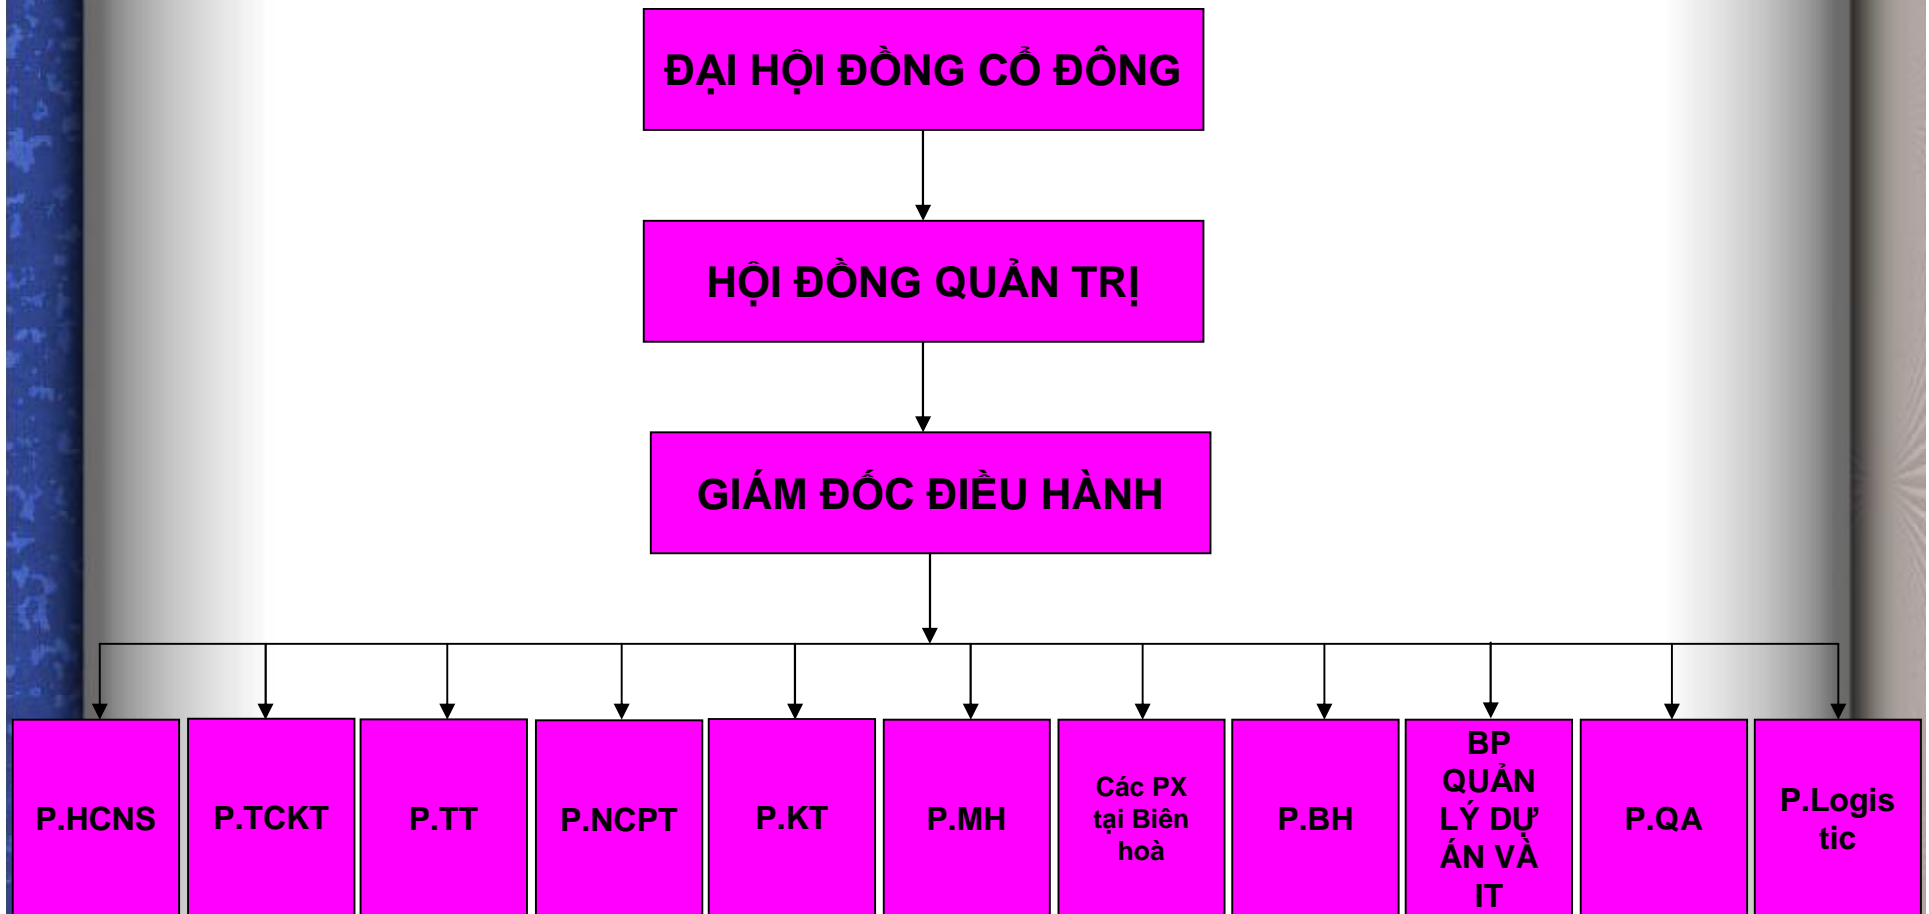 ĐẠI HỘI ĐỒNG CỔ ĐÔNG
HỘI ĐỒNG QUẢN TRỊ
GIÁM ĐỐC ĐIỀU HÀNH
P.HCNS
P.TCKT
P.TT
P.NCPT
P.KT
P.MH
Các PX
tại Biên
hoà
P.BH
BP
QUẢN
LÝ DỰ
ÁN VÀ
IT
P.QA
P.Logis
tic